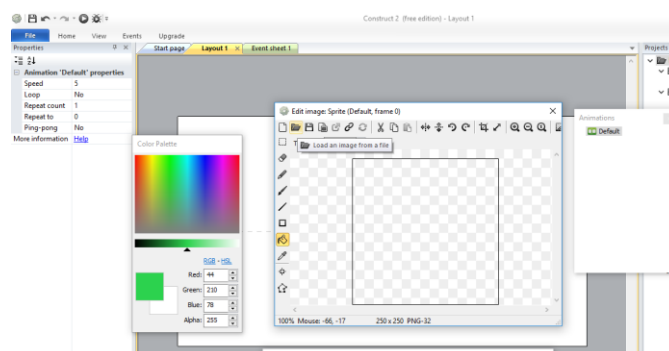 Construct 2 (free edition) - Layout 1
File Home View Events Upgrade
Properties
Start page Layout 1 × Event sheet 1
Projects
Animation 'Default' properties
Speed 5
Loop No
Repeat count 1
Repeat to 0
Ping-pong No
More information Help
Edit image: Sprite (Default, frame 0)
Load an image from a file
Animations
Default
Color Palette
RGB - HSL
Red: 44
Green: 210
Blue: 78
Alpha: 255
100% Mouse: -66, -17 250 x 250 PNG-32